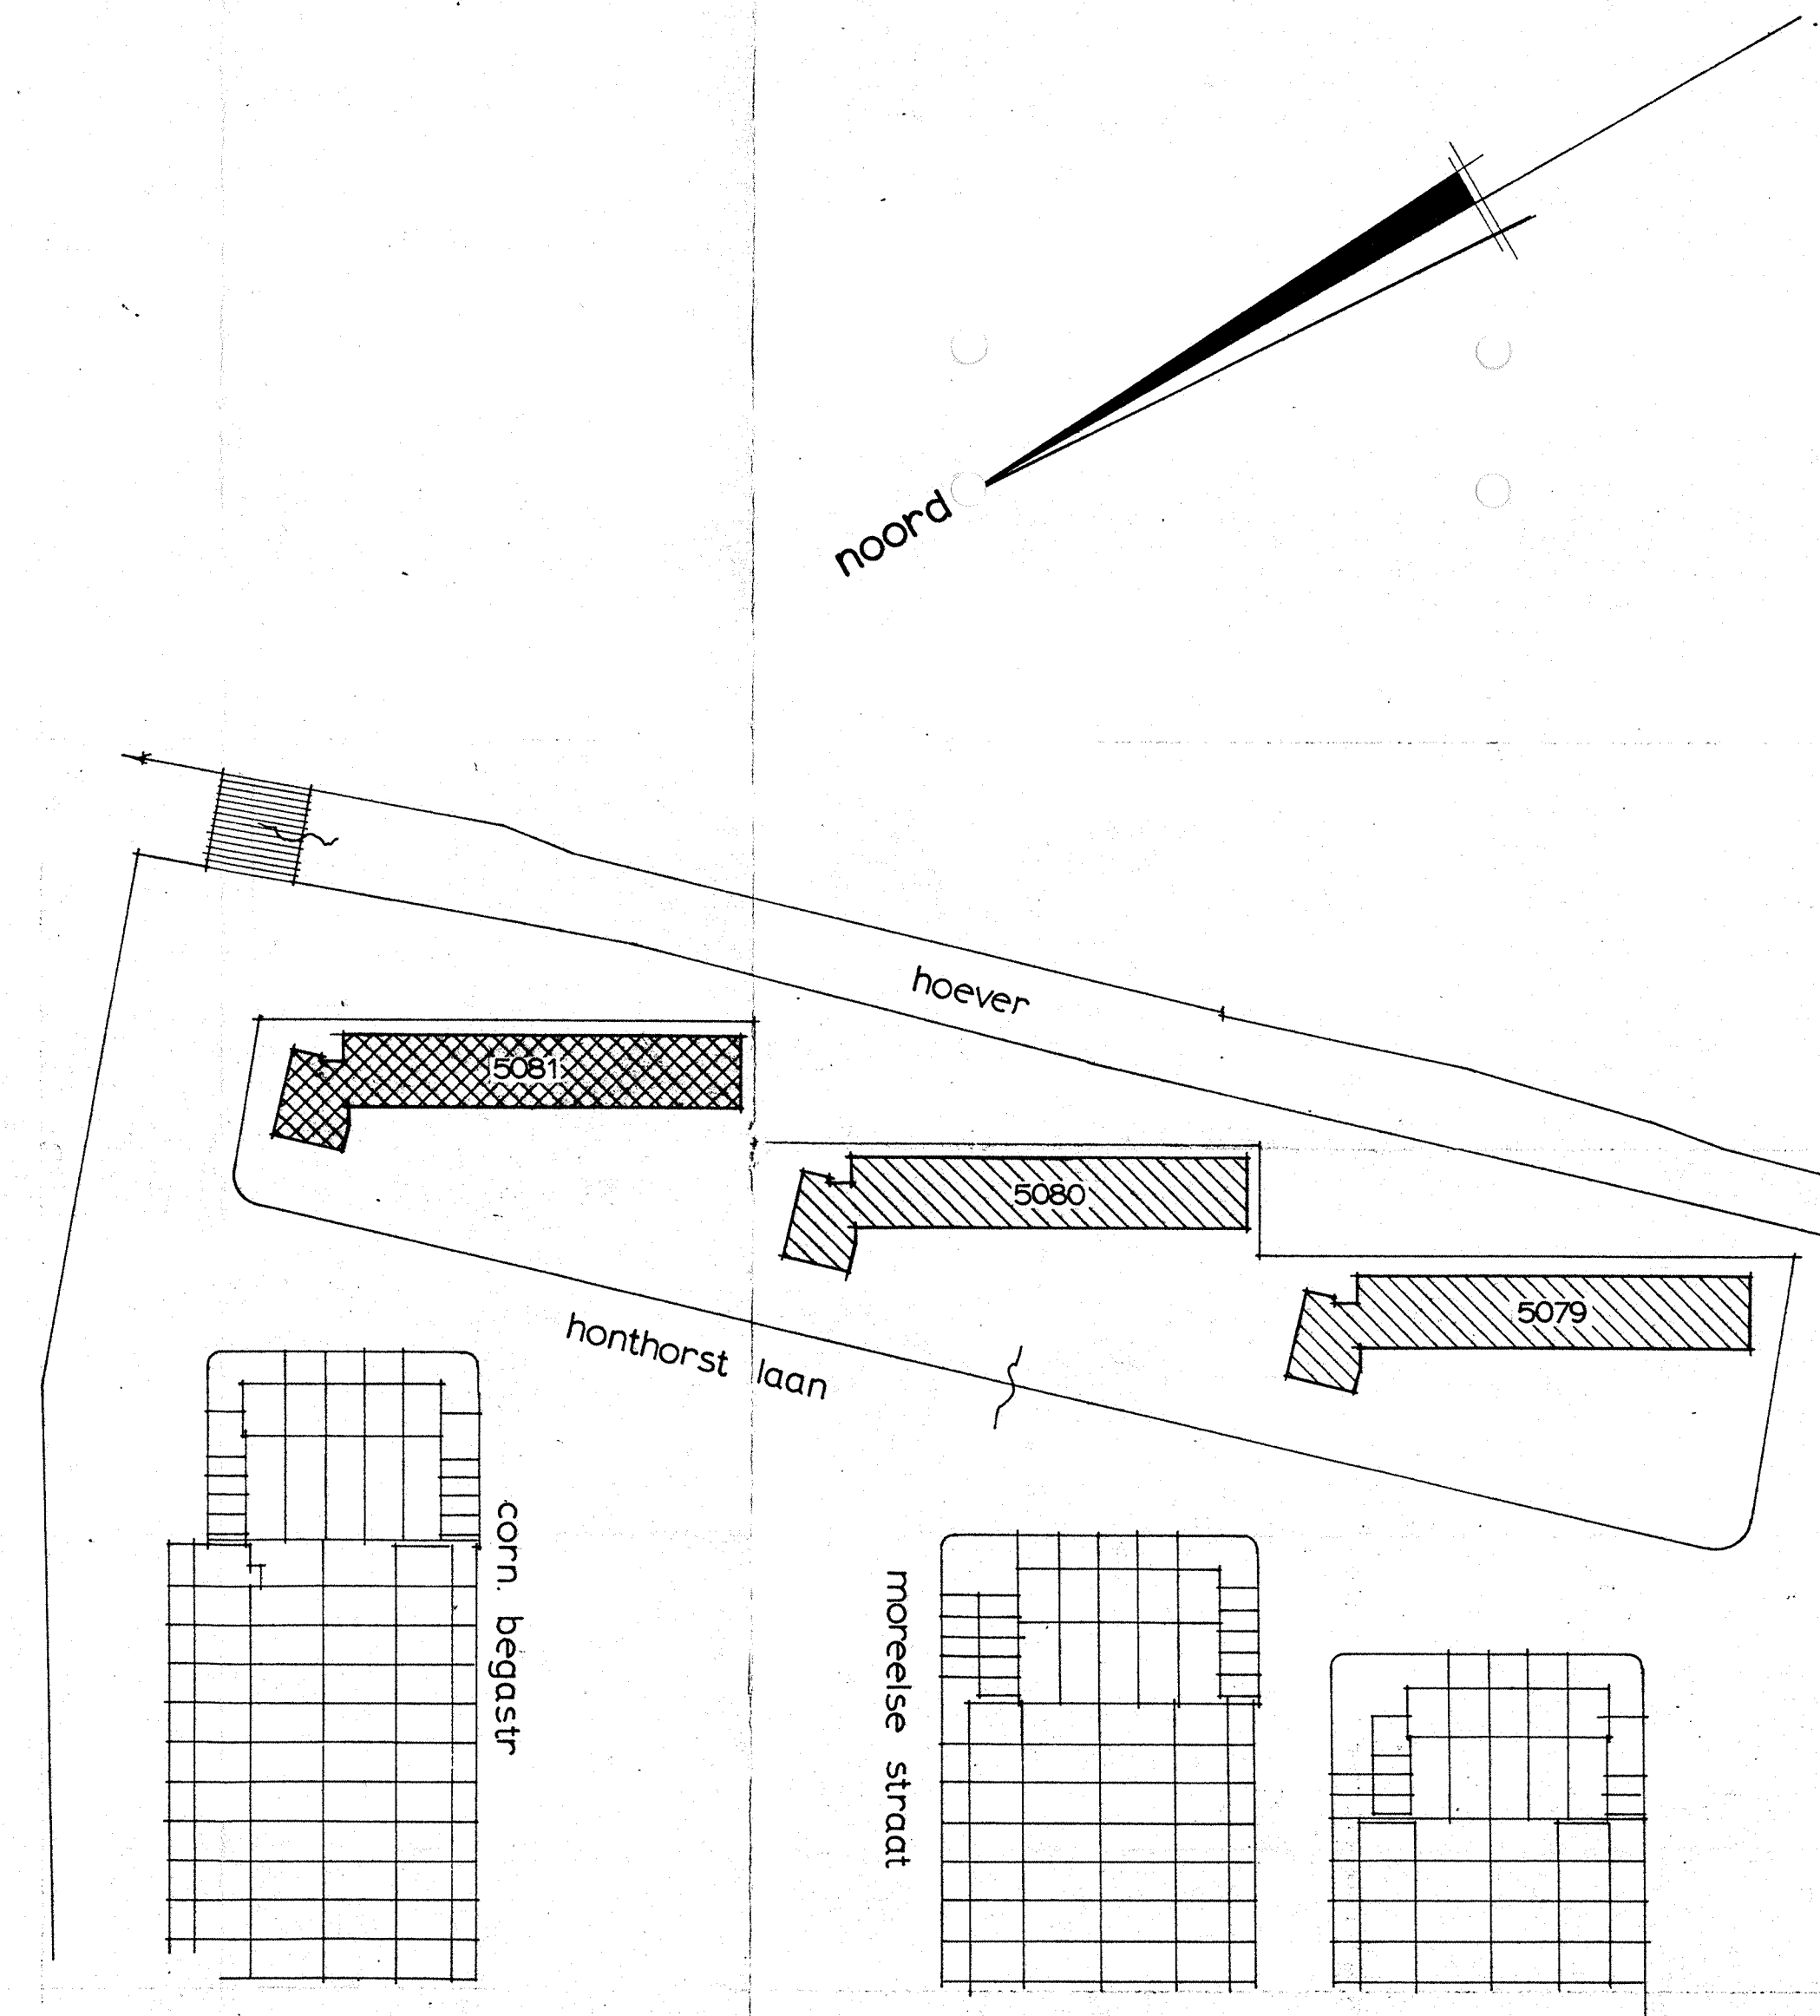 noord
hoever
5081
5080
5079
honthorst laan
corn. begastr
moreelse straat